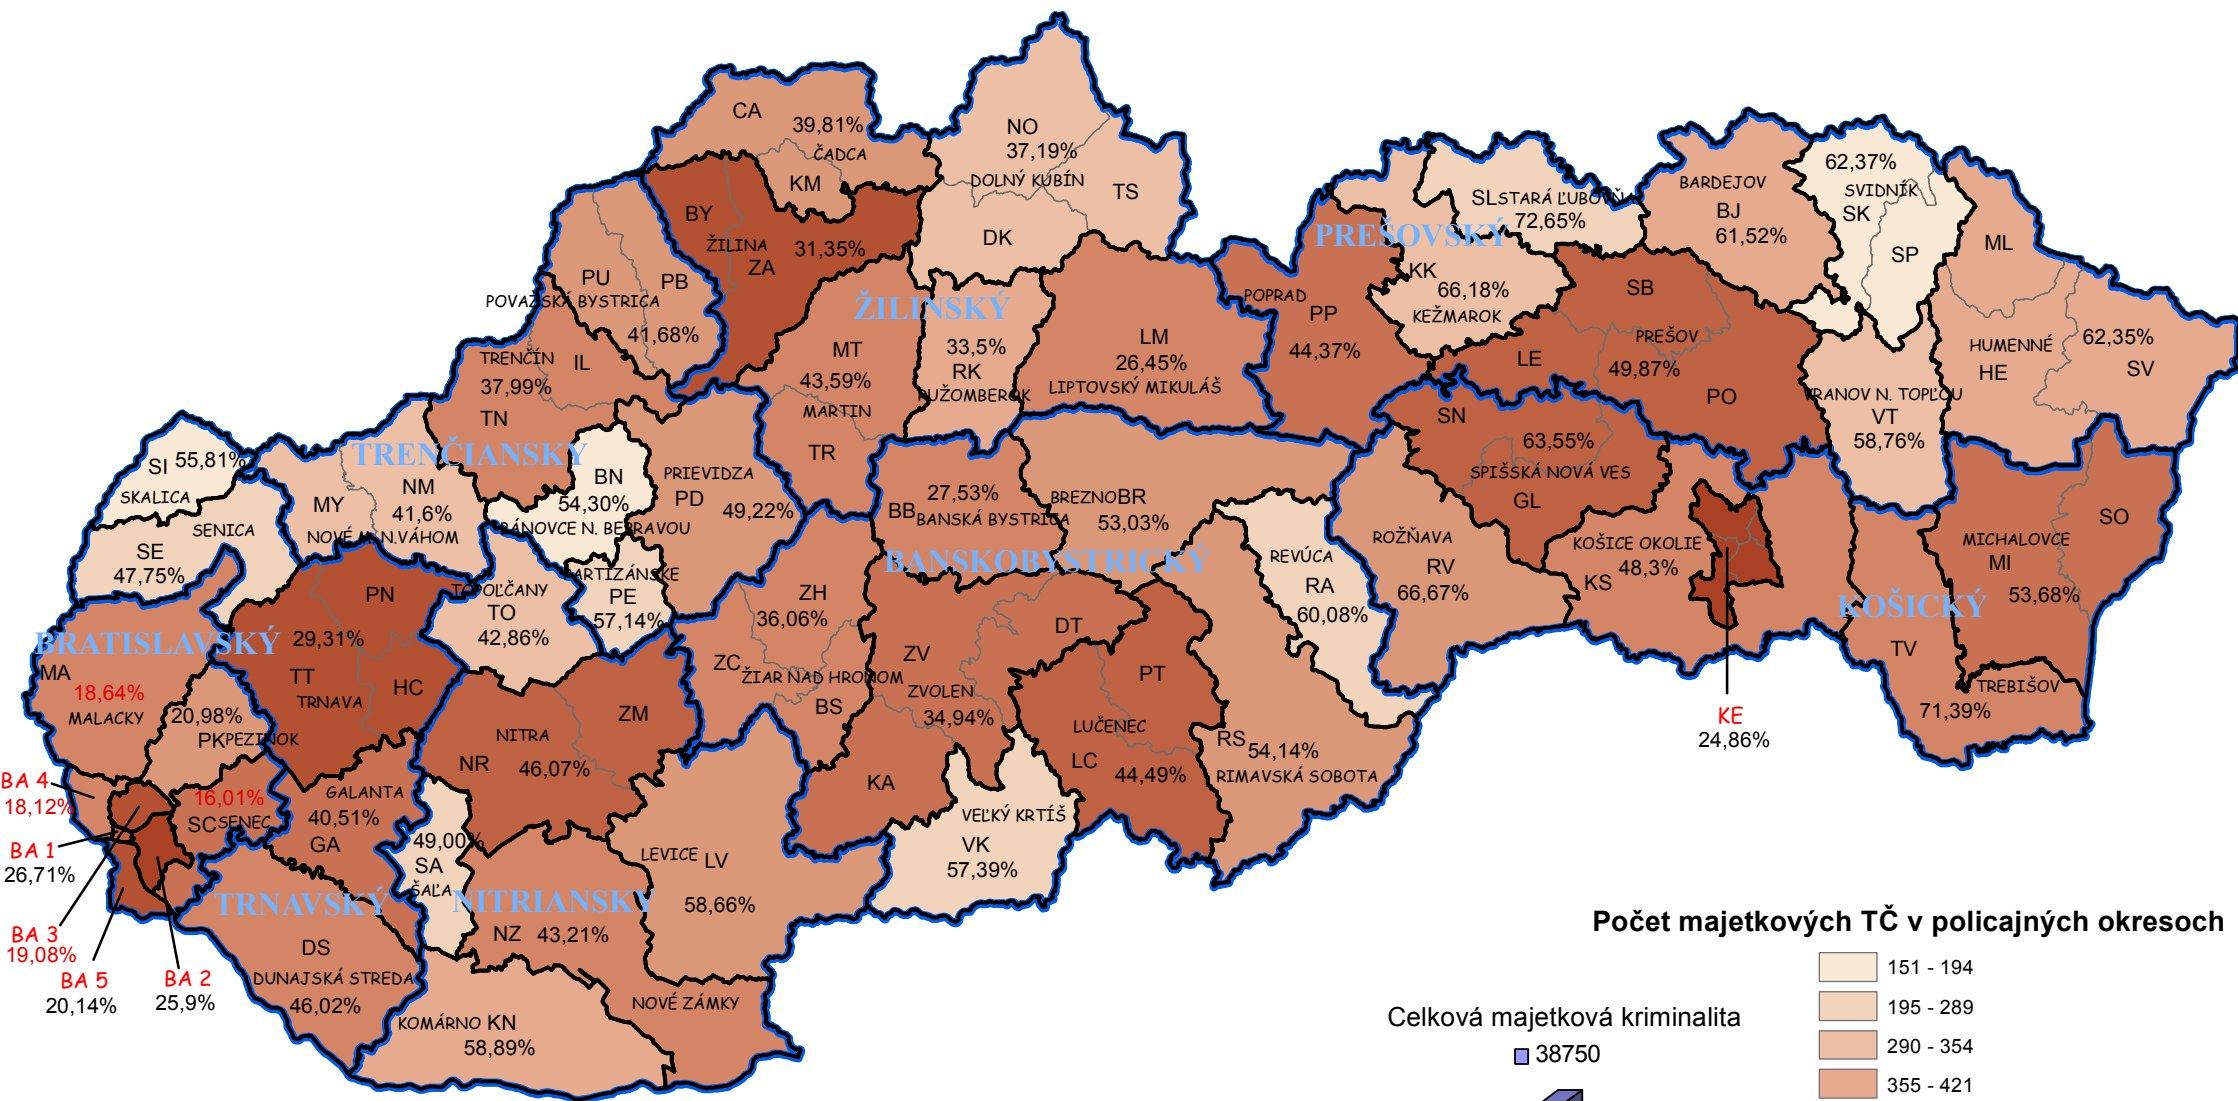 CA
39,81%
ČADCA
KM
NO
37,19%
DOLNÝ KUBÍN
TS
DK
BY
ŽILINA
ZA
31,35%
PU
PB
POVAŽSKÁ BYSTRICA
41,68%
ŽILINSKÝ
MT
43,59%
MARTIN
TR
33,5%
RK
RUŽOMBEROK
LM
26,45%
LIPTOVSKÝ MIKULÁŠ
PREŠOVSKÝ
POPRAD
PP
44,37%
KK
66,18%
KEŽMAROK
SL STARÁ ĽUBOVŇA
72,65%
BARDEJOV
BJ
61,52%
62,37%
SVIDNÍK
SK
SP
ML
HUMENNÉ
HE
62,35%
SV
SB
PREŠOV
LE
49,87%
PO
VRANOV N. TOPĽOU
VT
58,76%
TRENČÍN
37,99%
IL
TN
TRENČIANSKY
SI 55,81%
SKALICA
SENICA
SE
47,75%
MY
NM
41,6%
NOVÉ M. N.VÁHOM
BN
54,30%
BÁNOVCE N. BEBRAVOU
PRIEVIDZA
PD
49,22%
PARTIZÁNSKE
PE
57,14%
TOPOĽČANY
TO
42,86%
27,53%
BB BANSKÁ BYSTRICA
BREZNO BR
53,03%
BANSKOBYSTRICKÝ
ZH
36,06%
ZC
ŽIAR NAD HRONOM
BS
ZV
ZVOLEN
34,94%
DT
KA
REVÚCA
RA
60,08%
PT
LUČENEC
LC
44,49%
RS
54,14%
RIMAVSKÁ SOBOTA
VEĽKÝ KRTÍŠ
VK
57,39%
SN
63,55%
SPIŠSKÁ NOVÁ VES
GL
ROŽŇAVA
RV
66,67%
KOŠICE OKOLIE
48,3%
KS
KE
24,86%
KOŠICKÝ
MICHALOVCE
MI
53,68%
SO
TV
TREBIŠOV
71,39%
BRATISLAVSKÝ
MA
18,64%
MALACKY
20,98%
PK PEZINOK
16,01%
SC SENEC
BA 4
18,12%
BA 1
26,71%
BA 3
19,08%
BA 5
20,14%
BA 2
25,9%
PN
29,31%
TT
TRNAVA
HC
GALANTA
40,51%
GA
TRNAVSKÝ
DS
DUNAJSKÁ STREDA
46,02%
NITRA
NR
46,07%
ZM
49,00%
SA
ŠAĽA
NITRIANSKY
NZ 43,21%
NOVÉ ZÁMKY
LEVICE LV
58,66%
KOMÁRNO KN
58,89%
Počet majetkových TČ v policajných okresoch
151 - 194
195 - 289
290 - 354
355 - 421
Celková majetková kriminalita
38750